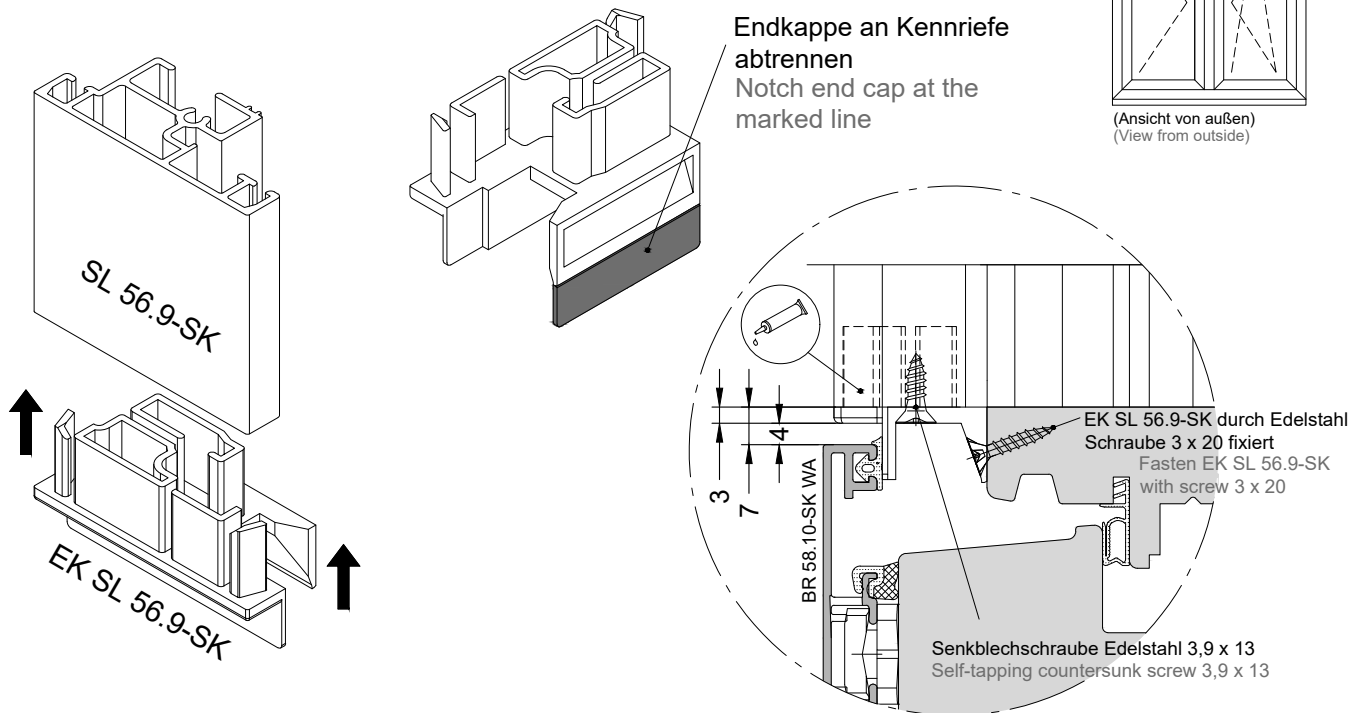 Endkappe an Kennriefe
abtrennen
Notch end cap at the
marked line
(Ansicht von außen)
(View from outside)
SL 56.9-SK
EK SL 56.9-SK
3
7
4
BR 58.10-SK WA
EK SL 56.9-SK durch Edelstahl
Schraube 3 x 20 fixiert
Fasten EK SL 56.9-SK
with screw 3 x 20
Senkblechschraube Edelstahl 3,9 x 13
Self-tapping countersunk screw 3,9 x 13